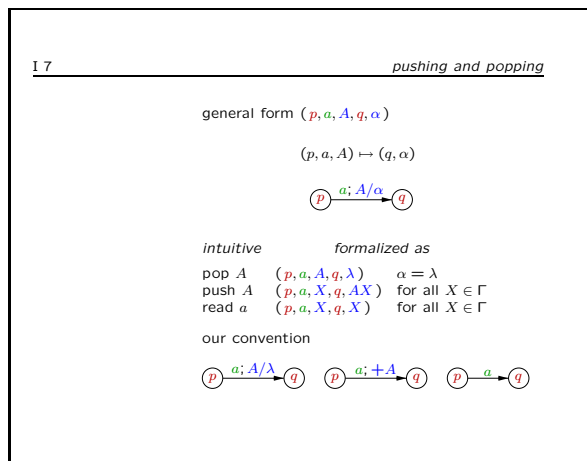 I 7 pushing and popping
general form (p, a, A, q, α)
(p, a, A) ↦ (q, α)
p a; A/α q
intuitive formalized as
pop A (p, a, A, q, λ) α = λ
push A (p, a, X, q, AX) for all X ∈ Γ
read a (p, a, X, q, X) for all X ∈ Γ
our convention
p a; A/λ q p a; +A q p a q